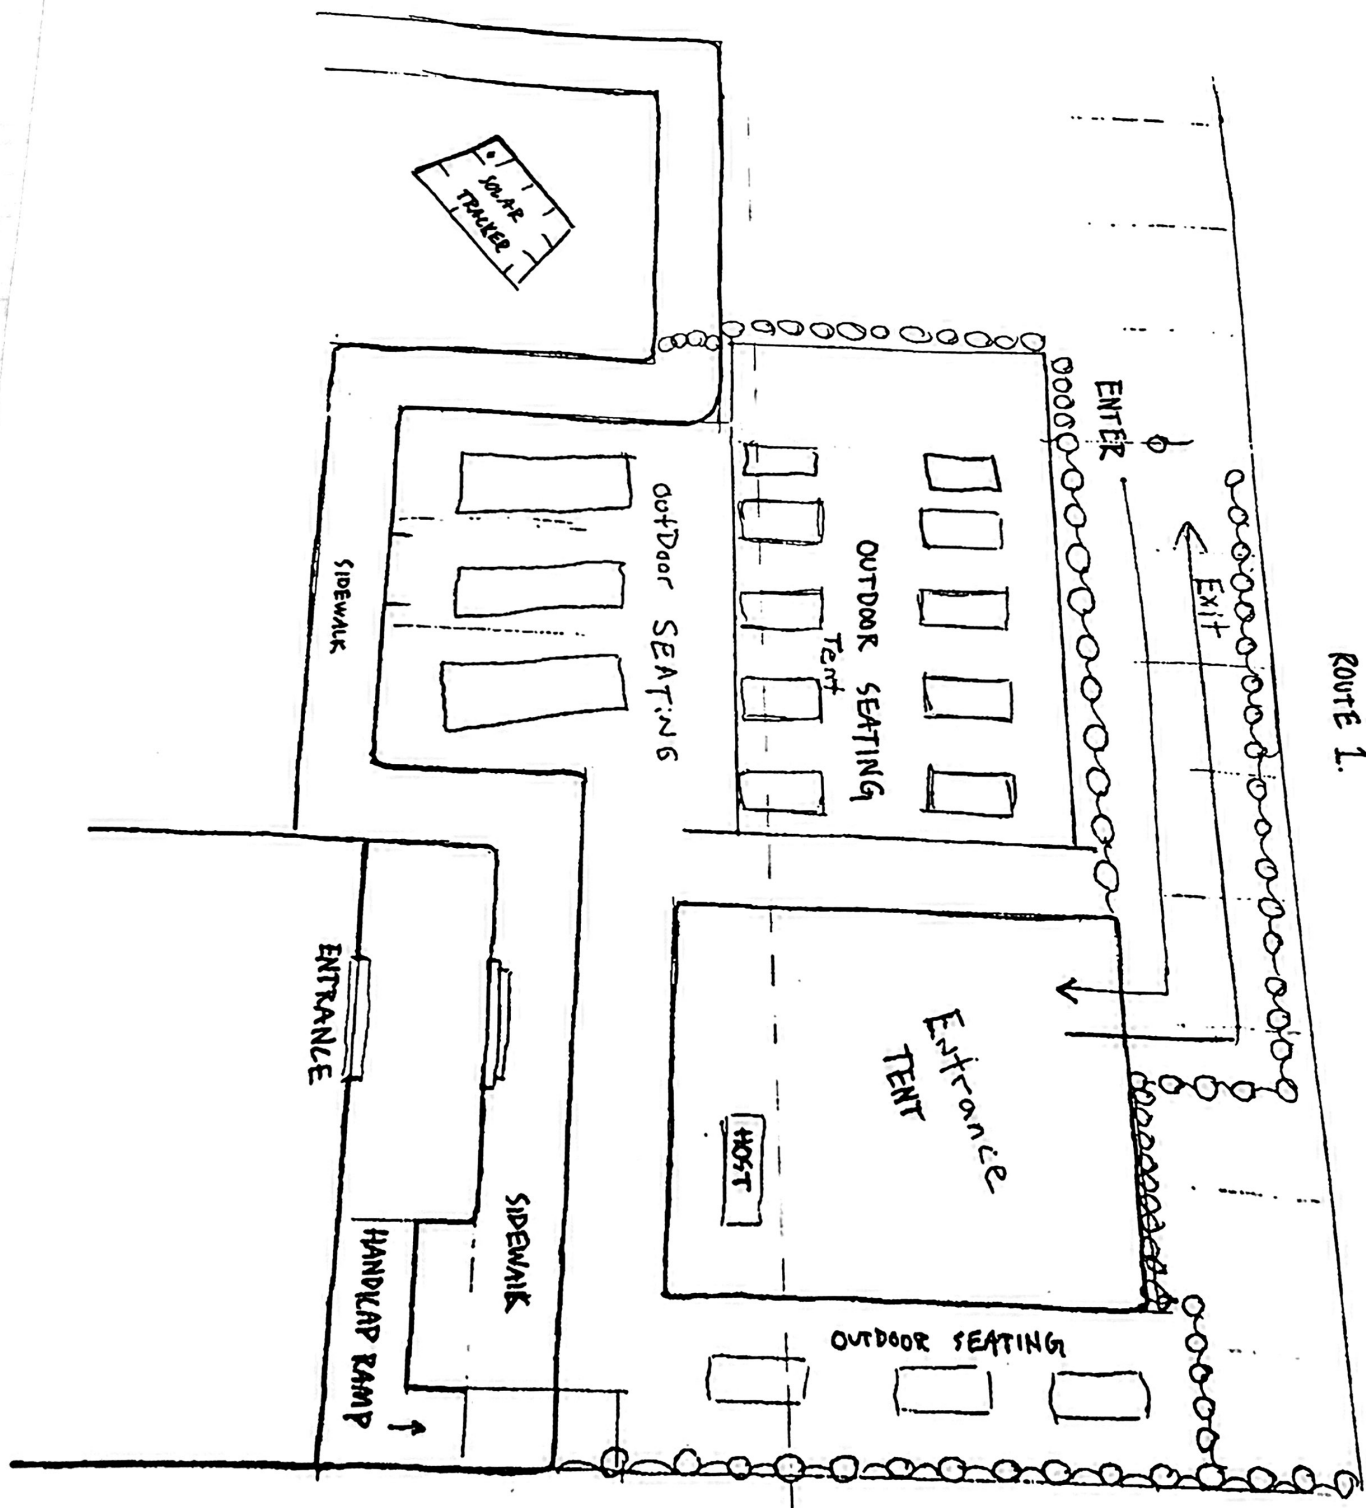 ROUTE 1.
ENTER
Exit
SOLAR
TRACKER
OUTDOOR SEATING
Tent
OutDoor SEATING
SIDEWALK
Entrance
TENT
HOST
ENTRANCE
SIDEWALK
HANDICAP RAMP
OUTDOOR SEATING